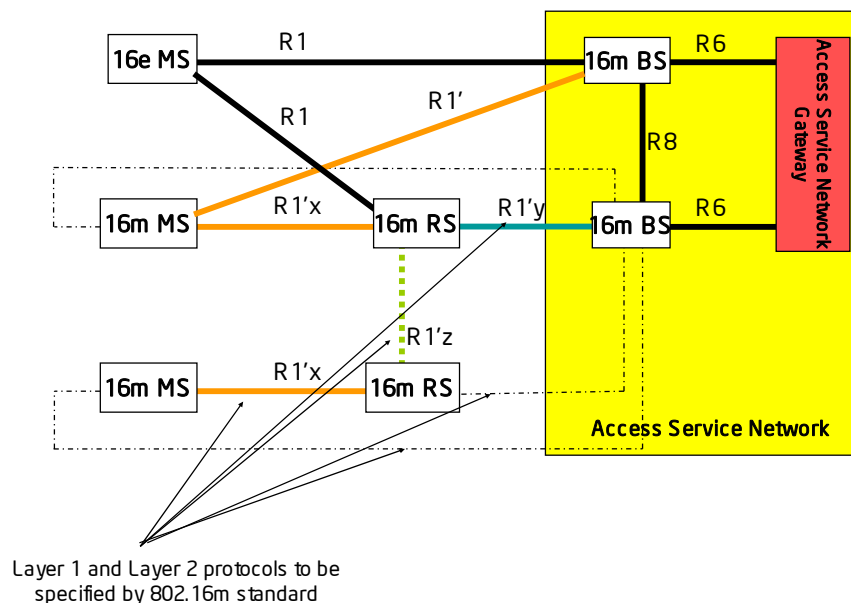 R1
16e MS
16m BS
R6
Access Service Network
Gateway
R1
R1'
R8
16m MS
R1'x
16m RS
R1'y
16m BS
R6
R1'z
16m MS
R1'x
16m RS
Access Service Network
Layer 1 and Layer 2 protocols to be
specified by 802.16m standard